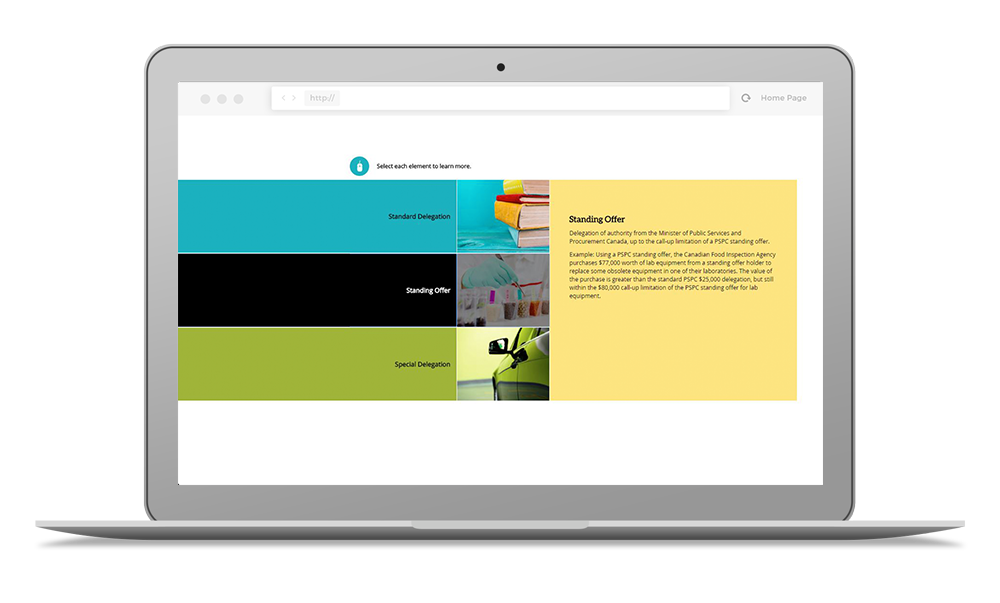 http://
Home Page
Select each element to learn more.
Standard Delegation
Standing Offer
Special Delegation
Standing Offer
Delegation of authority from the Minister of Public Services and
Procurement Canada, up to the call-up limitation of a PSPC standing offer.
Example: Using a PSPC standing offer, the Canadian Food Inspection Agency
purchases $77,000 worth of lab equipment from a standing offer holder to
replace some obsolete equipment in one of their laboratories. The value of
the purchase is greater than the standard PSPC $25,000 delegation, but still
within the $80,000 call-up limitation of the PSPC standing offer for lab
equipment.